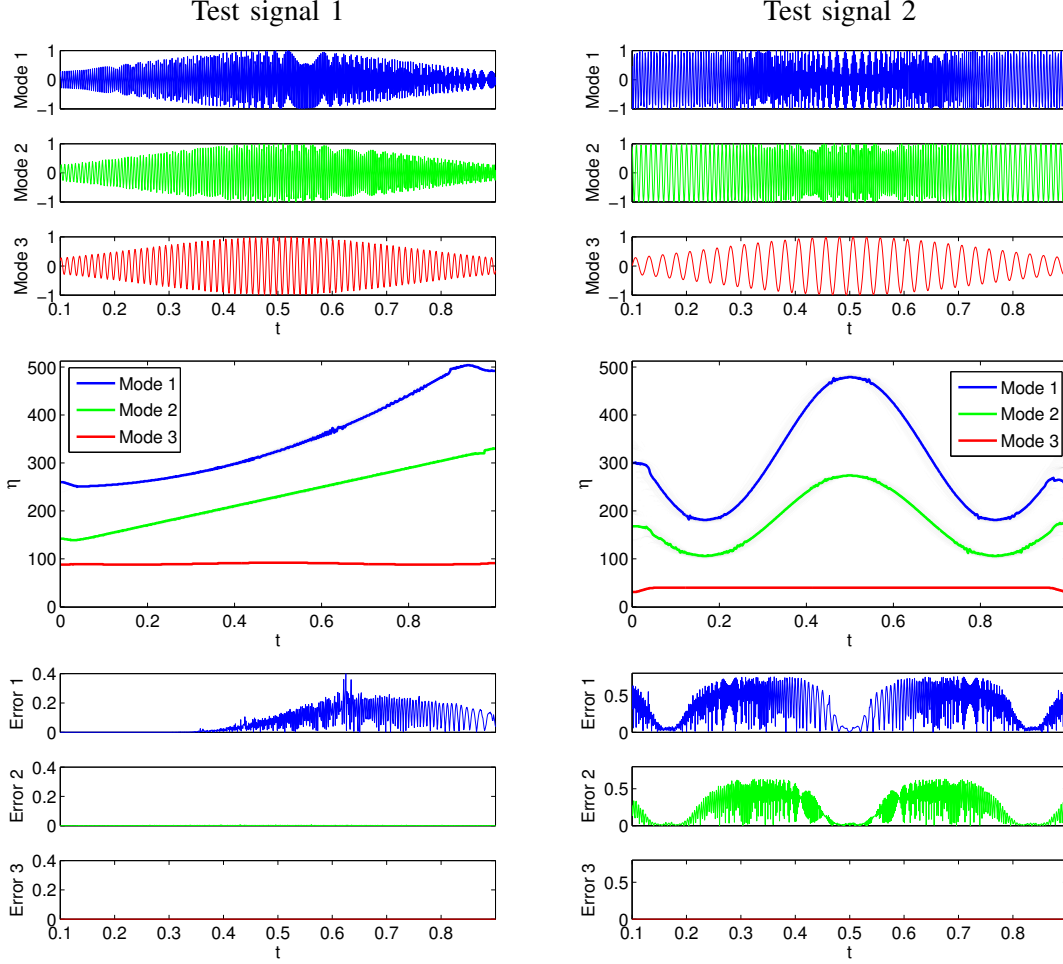 Test signal 1
Test signal 2
Mode 1
1
0
−1
Mode 2
1
0
−1
Mode 3
1
0
−1
0.1 0.2 0.3 0.4 0.5 0.6 0.7 0.8
t
Mode 1
1
0
−1
Mode 2
1
0
−1
Mode 3
1
0
−1
0.1 0.2 0.3 0.4 0.5 0.6 0.7 0.8
t
η
500
400
300
200
100
0
0 0.2 0.4 0.6 0.8
t
Mode 1
Mode 2
Mode 3
η
500
400
300
200
100
0
0 0.2 0.4 0.6 0.8
t
Mode 1
Mode 2
Mode 3
Error 1
0.4
0.2
0
Error 2
0.4
0.2
0
Error 3
0.4
0.2
0
0.1 0.2 0.3 0.4 0.5 0.6 0.7 0.8
t
Error 1
0.5
0
Error 2
0.5
0
Error 3
0.5
0
0.1 0.2 0.3 0.4 0.5 0.6 0.7 0.8
t